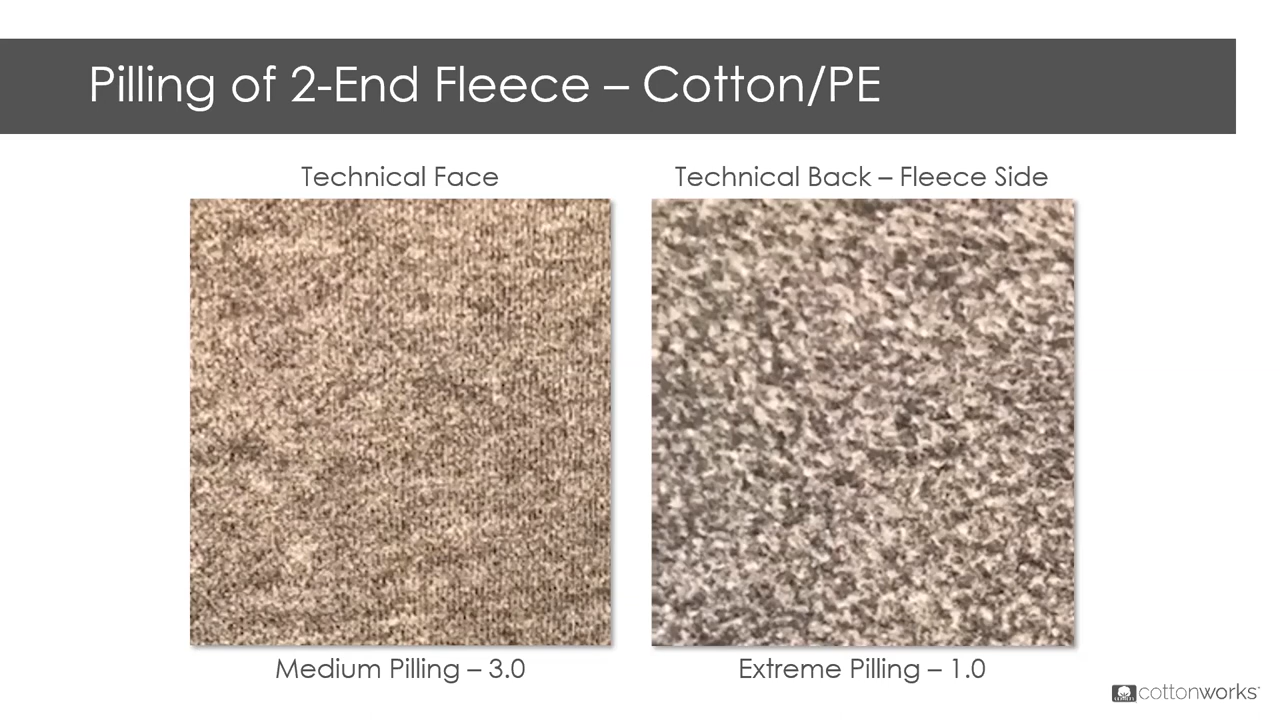 Pilling of 2-End Fleece – Cotton/PE
Technical Face
Technical Back – Fleece Side
Medium Pilling – 3.0
Extreme Pilling – 1.0
cottonworks